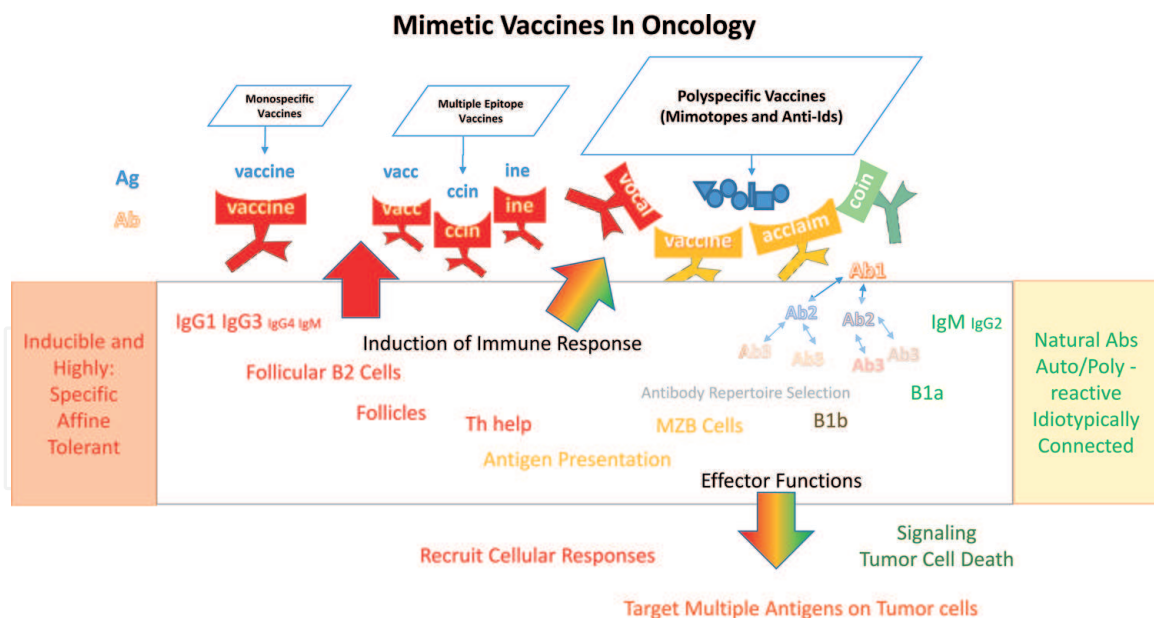 Mimetic Vaccines In Oncology
Monospecific
Vaccines
Multiple Epitope
Vaccines
Polyspecific Vaccines
(Mimotopes and Anti-Ids)
Ag
vaccine
vacc
ccin
ine
Ab
vaccine
vacc
ccin
ine
vocal
vaccine
acclaim
coin
Ab1
Ab2
Ab2
Ab3
Ab3
Ab3
Ab3
Inducible and
Highly:
Specific
Affine
Tolerant
IgG1 IgG3 IgG4 IgM
Induction of Immune Response
IgM IgG2
Follicular B2 Cells
Antibody Repertoire Selection
B1a
Follicles
Th help
MZB Cells
B1b
Antigen Presentation
Effector Functions
Natural Abs
Auto/Poly -
reactive
Idiotypically
Connected
Recruit Cellular Responses
Signaling
Tumor Cell Death
Target Multiple Antigens on Tumor cells